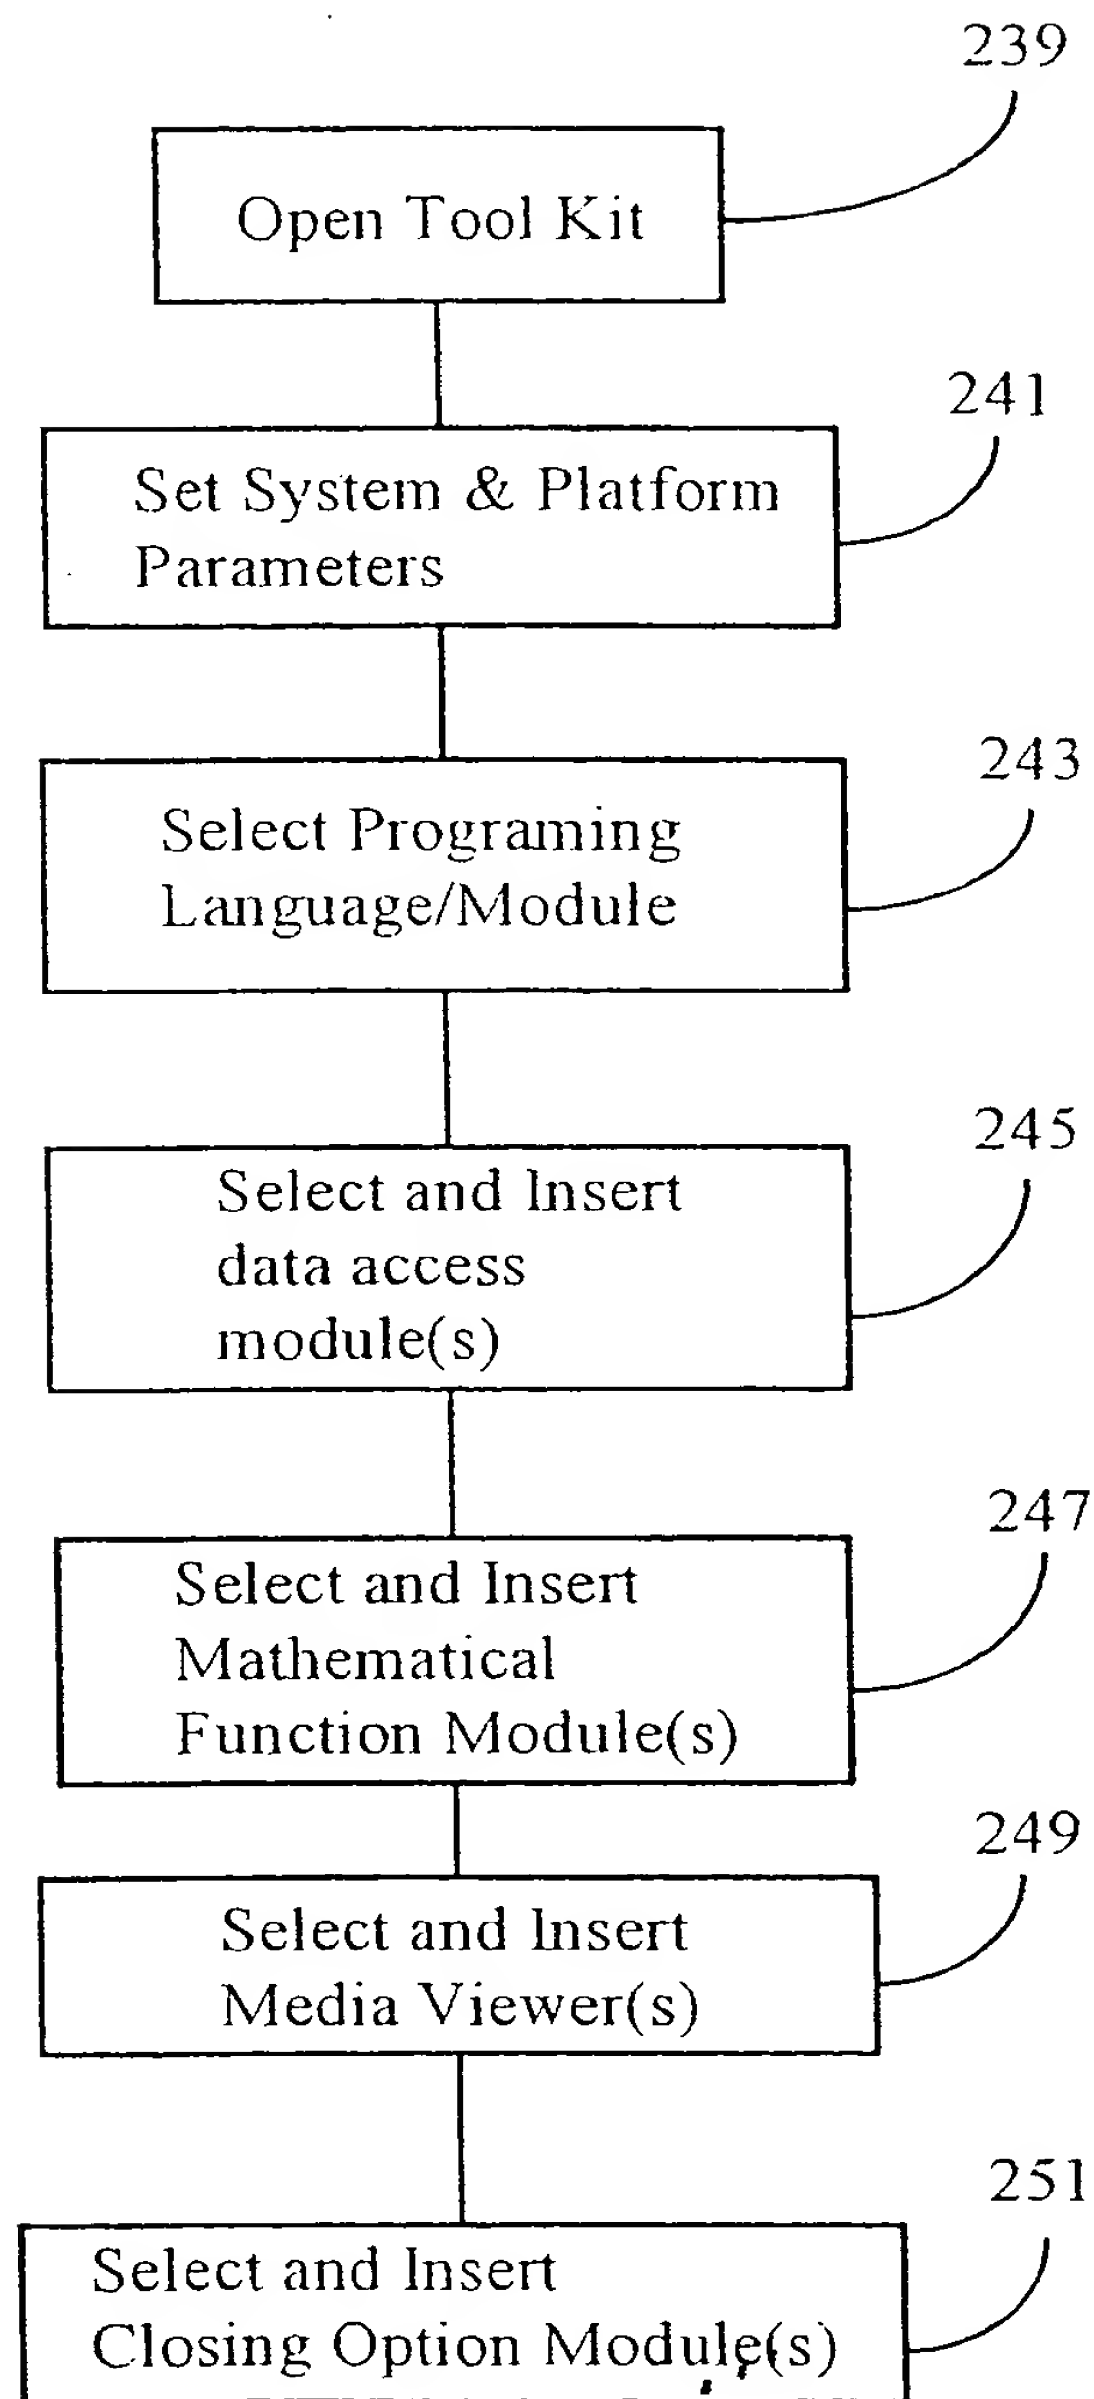 239
Open Tool Kit
241
Set System & Platform
Parameters
243
Select Programing
Language/Module
245
Select and Insert
data access
module(s)
247
Select and Insert
Mathematical
Function Module(s)
249
Select and Insert
Media Viewer(s)
251
Select and Insert
Closing Option Module(s)